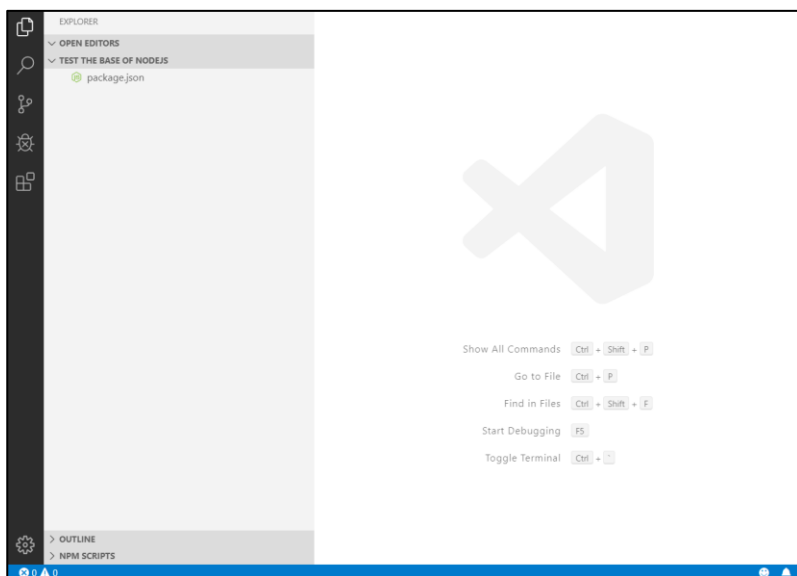 EXPLORER
OPEN EDITORS
TEST THE BASE OF NODEJS
package.json
Show All Commands Ctrl + Shift + P
Go to File Ctrl + P
Find in Files Ctrl + Shift + F
Start Debugging F5
Toggle Terminal Ctrl + `
OUTLINE
NPM SCRIPTS
0 0